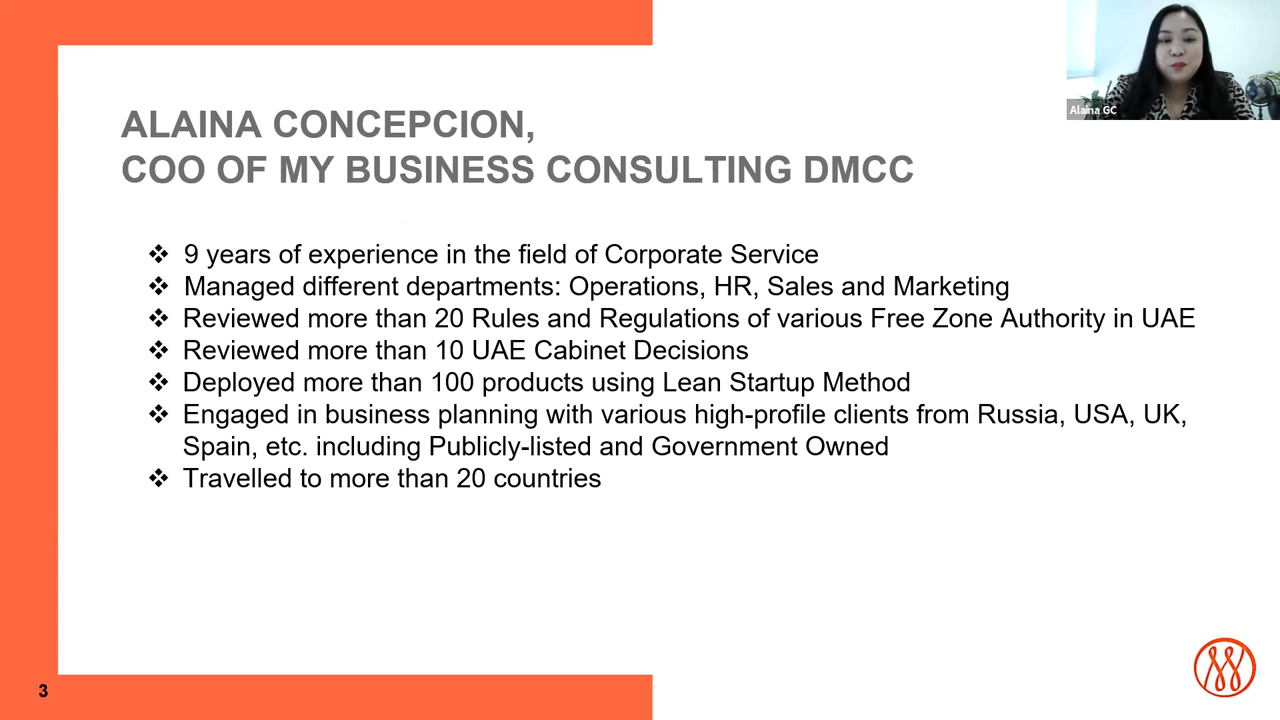 Alaina GC
ALAINA CONCEPCION,
COO OF MY BUSINESS CONSULTING DMCC
❖ 9 years of experience in the field of Corporate Service
❖ Managed different departments: Operations, HR, Sales and Marketing
❖ Reviewed more than 20 Rules and Regulations of various Free Zone Authority in UAE
❖ Reviewed more than 10 UAE Cabinet Decisions
❖ Deployed more than 100 products using Lean Startup Method
❖ Engaged in business planning with various high-profile clients from Russia, USA, UK,
Spain, etc. including Publicly-listed and Government Owned
❖ Travelled to more than 20 countries
3